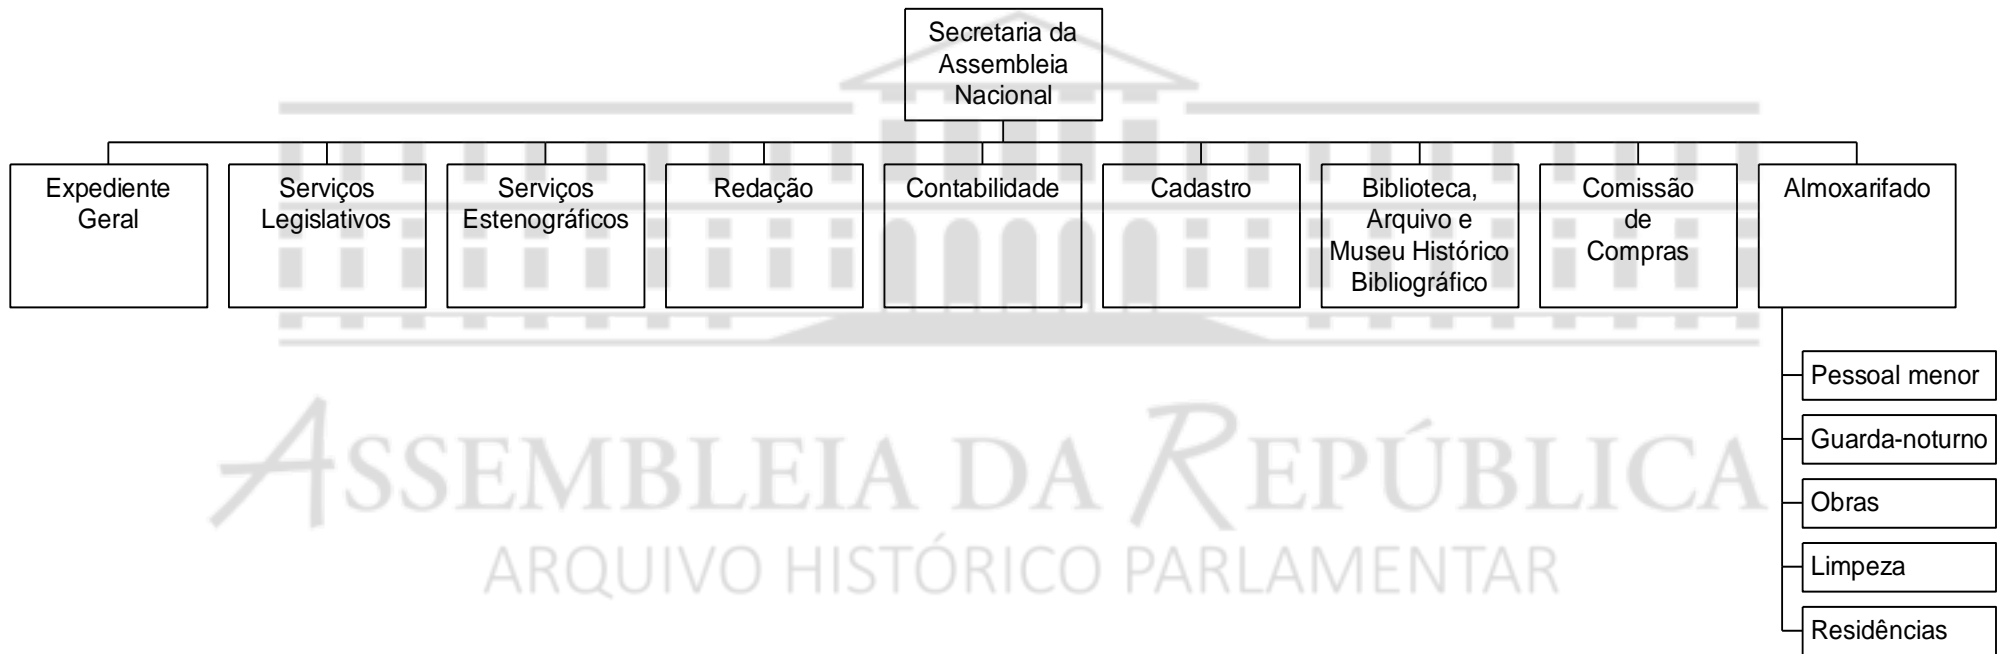 Secretaria da
Assembleia
Nacional
Expediente
Geral
Serviços
Legislativos
Serviços
Estenográficos
Redação
Contabilidade
Cadastro
Biblioteca,
Arquivo e
Museu Histórico
Bibliográfico
Comissão
de
Compras
Almoxarifado
Pessoal menor
Guarda-noturno
Obras
Limpeza
Residências
ASSEMBLEIA DA REPÚBLICA
ARQUIVO HISTÓRICO PARLAMENTAR